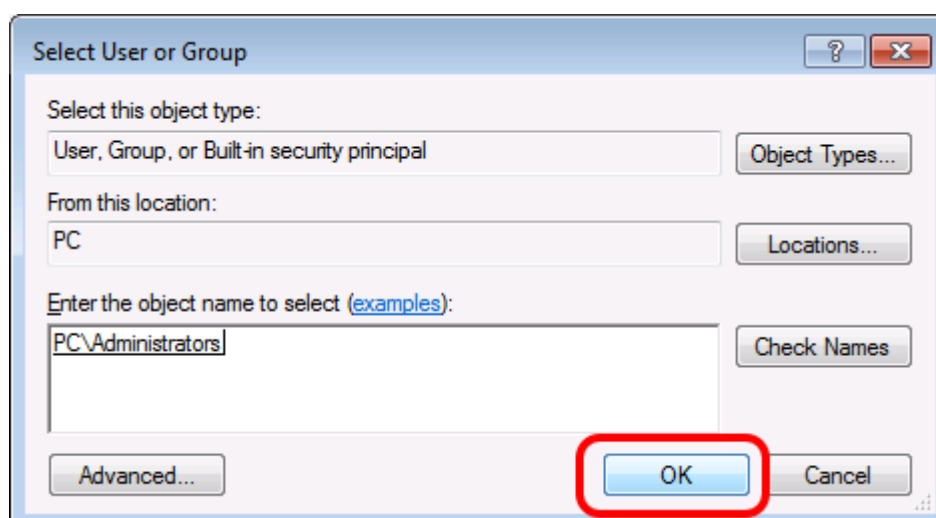 Select User or Group
Select this object type:
User, Group, or Built-in security principal
Object Types...
From this location:
PC
Locations...
Enter the object name to select (examples):
PC\Administrators
Check Names
Advanced...
OK
Cancel